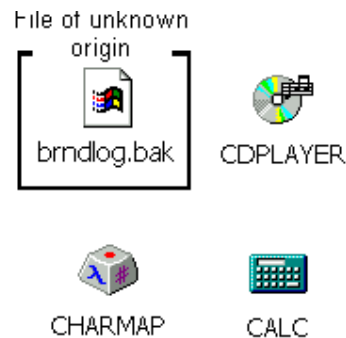 File of unknown
origin
brndlog.bak
CDPLAYER
CHARMAP
CALC